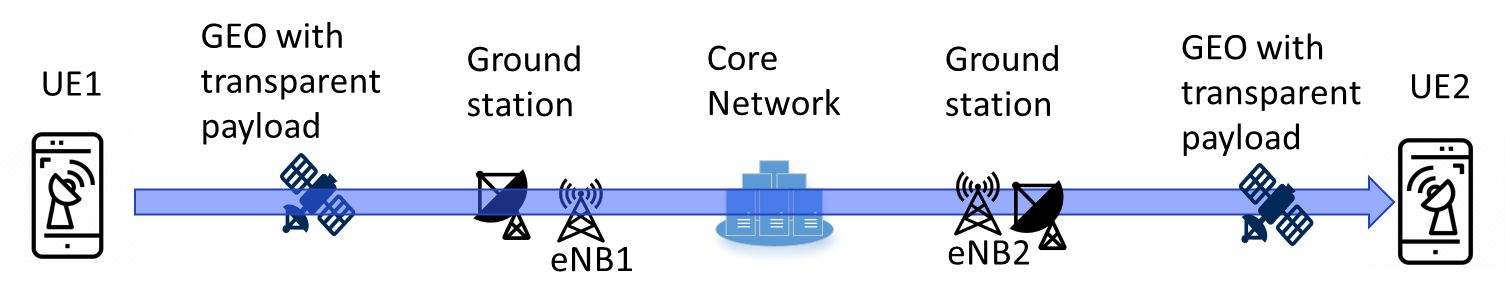 UE1
GEO with
transparent
payload
Ground
station
eNB1
Core
Network
Ground
station
eNB2
GEO with
transparent
payload
UE2